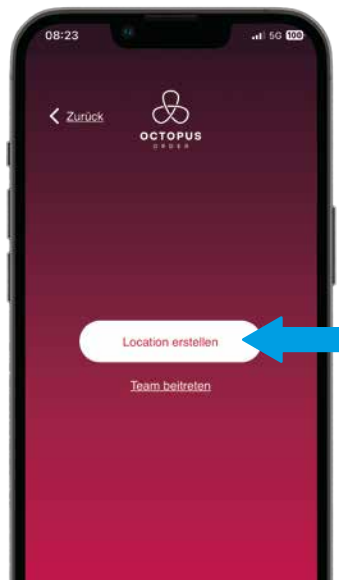 08:23
5G 100
Zurück
OCTOPUS
ORDER
Location erstellen
Team beitreten